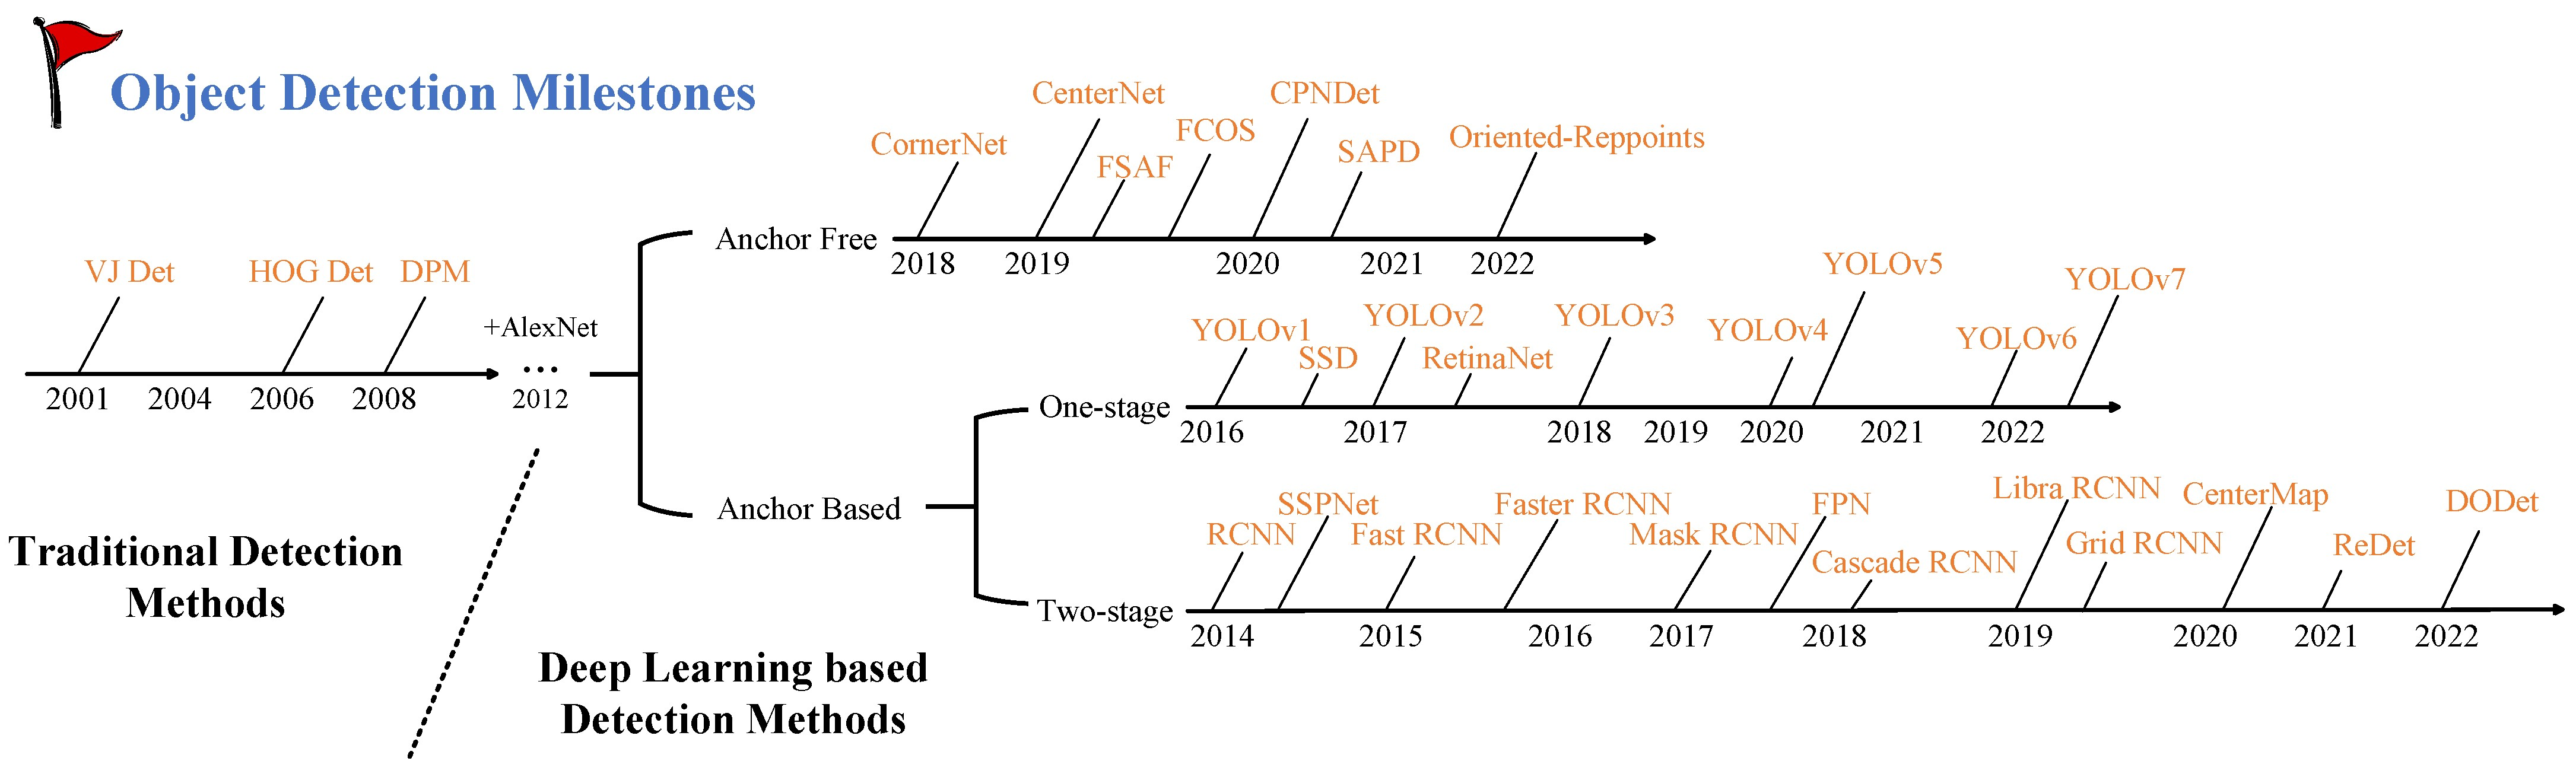 Object Detection Milestones
VJ Det
HOG Det
DPM
2001
2004
2006
2008
+AlexNet
...
2012
Traditional Detection
Methods
Deep Learning based
Detection Methods
Anchor Free
CornerNet
CenterNet
FSAF
FCOS
CPNDet
SAPD
Oriented-Reppoints
2018
2019
2020
2021
2022
Anchor Based
One-stage
YOLOv1
SSD
YOLOv2
RetinaNet
YOLOv3
YOLOv4
YOLOv5
YOLOv6
YOLOv7
2016
2017
2018
2019
2020
2021
2022
Two-stage
RCNN
SSPNet
Fast RCNN
Faster RCNN
Mask RCNN
FPN
Cascade RCNN
Libra RCNN
Grid RCNN
CenterMap
ReDet
DODet
2014
2015
2016
2017
2018
2019
2020
2021
2022